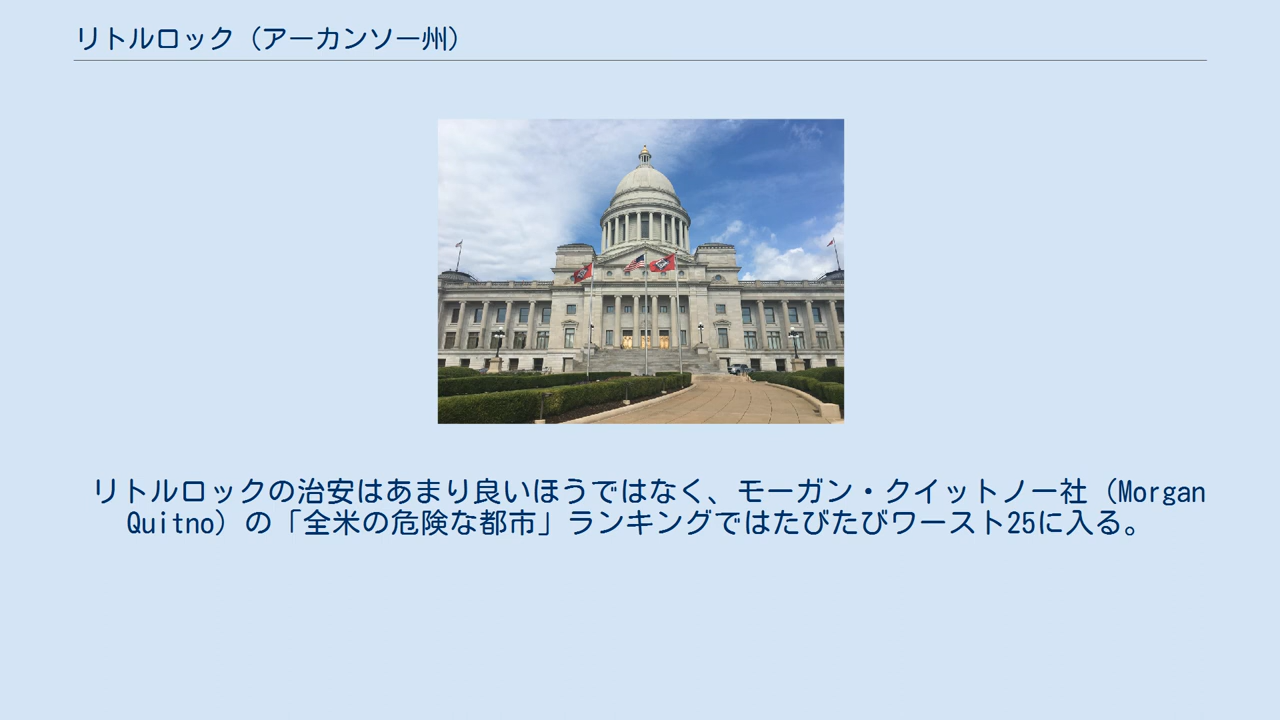 リトルロック（アーカンソー州）
リトルロックの治安はあまり良いほうではなく、モーガン・クイットノー社（Morgan
Quitno）の「全米の危険な都市」ランキングではたびたびワースト25に入る。